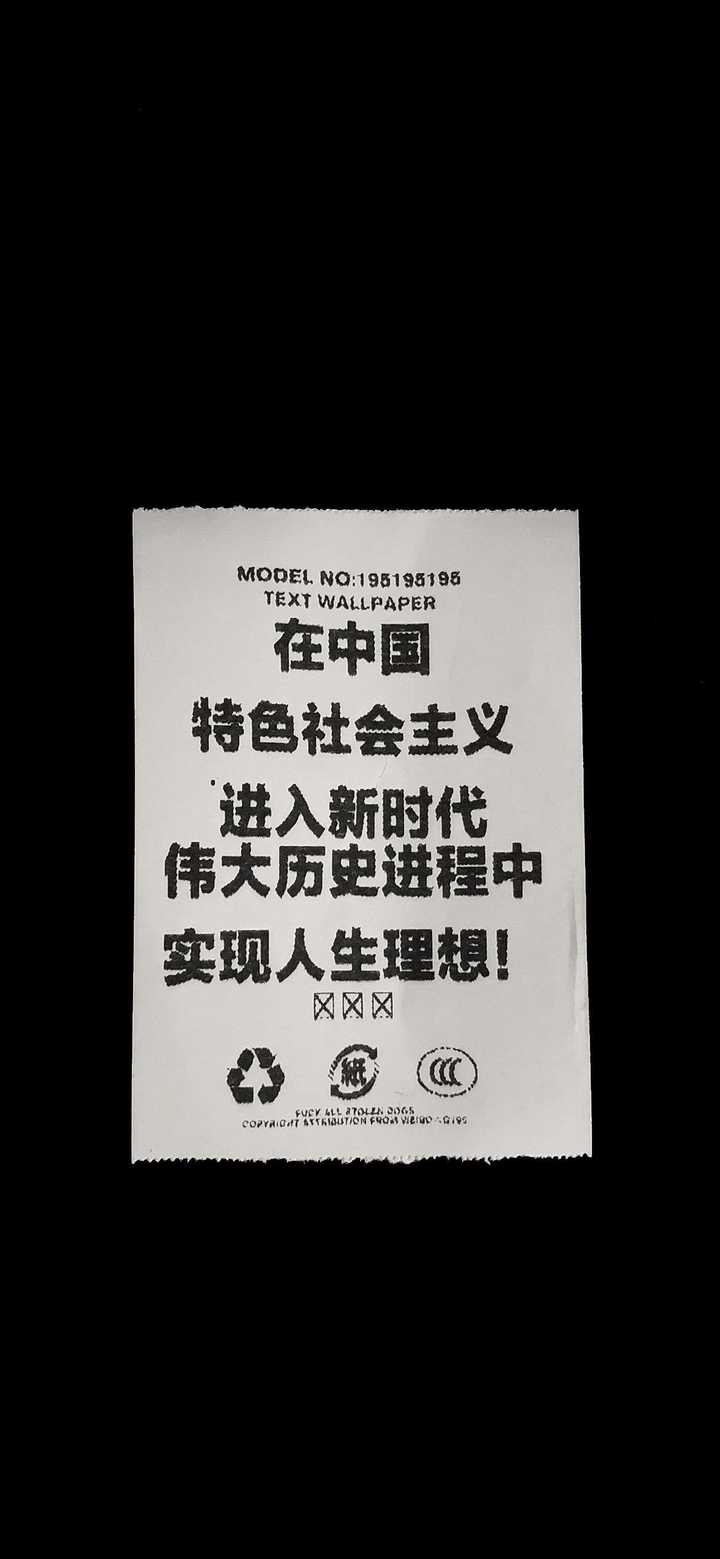 MODEL NO:195195195
TEXT WALLPAPER
在中国
特色社会主义
进入新时代
伟大历史进程中
实现人生理想!
紙
CCC
FUCK ALL STOLEN DOGS
COPYRIGHT ATTRIBUTION FROM WEIBO